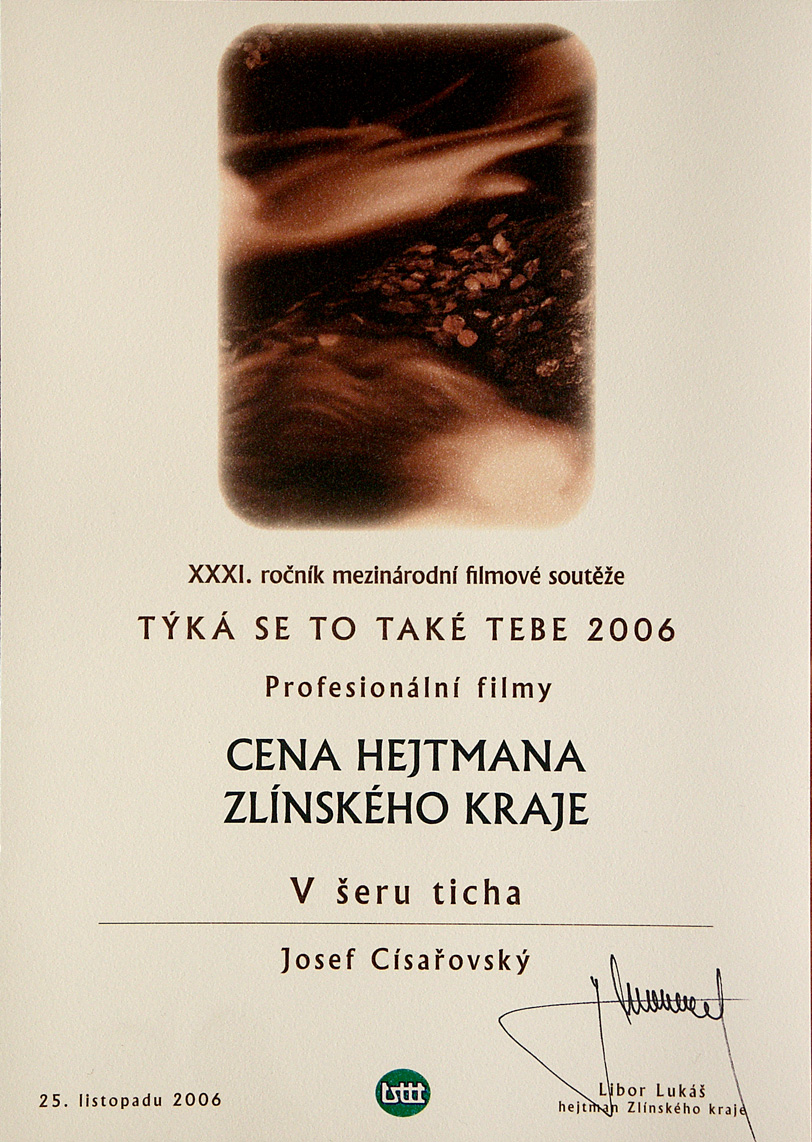 XXXI. ročník mezinárodní filmové soutěže
TÝKÁ SE TO TAKÉ TEBE 2006
Profesionální filmy
CENA HEJTMANA
ZLÍNSKÉHO KRAJE
V šeru ticha
Josef Císařovský
25. listopadu 2006
tsttt
Libor Lukáš
hejtman Zlínského kraje